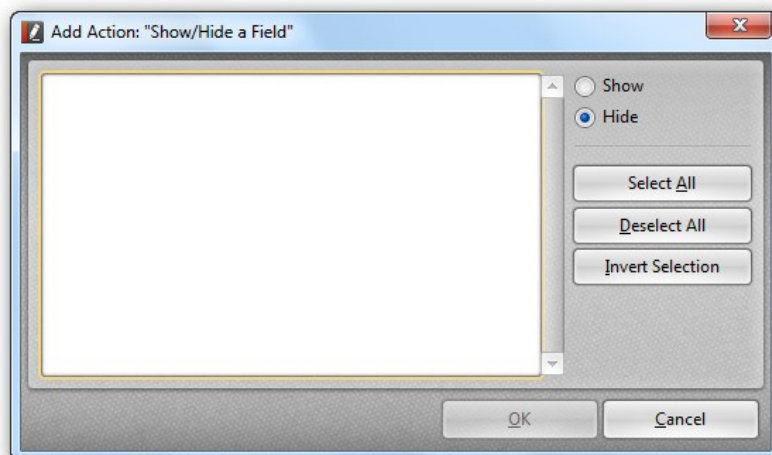 Add Action: "Show/Hide a Field"
Show
Hide
Select All
Deselect All
Invert Selection
OK
Cancel